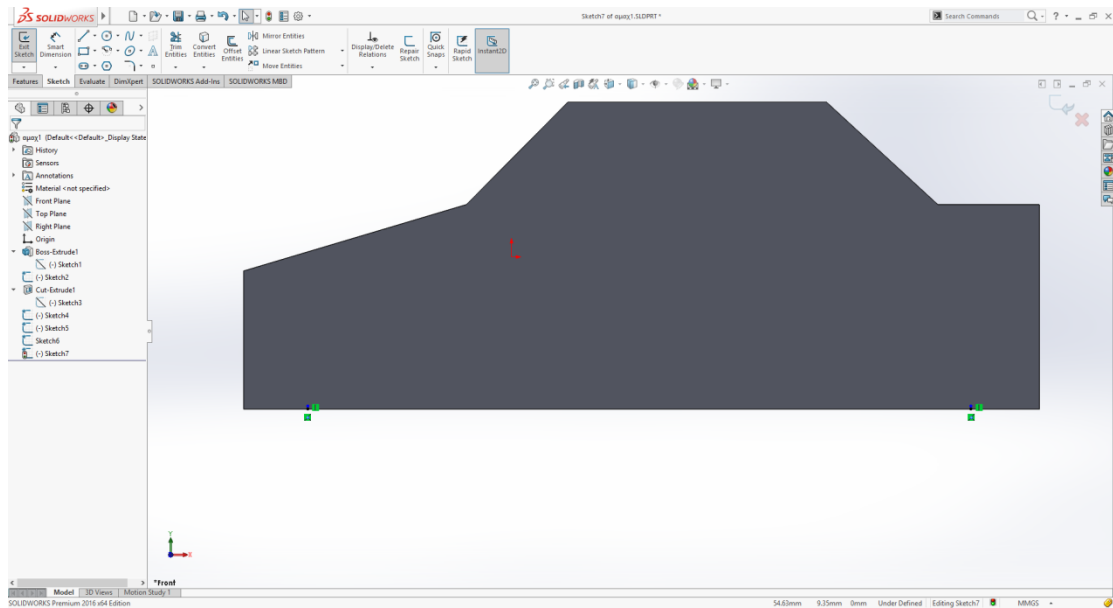 SOLIDWORKS
Sketch7 of αμαχ1.SLDPRT *
Search Commands
Exit Sketch
Smart Dimension
Trim Entities
Convert Entities
Offset Entities
Mirror Entities
Linear Sketch Pattern
Move Entities
Display/Delete Relations
Repair Sketch
Quick Snaps
Rapid Sketch
Instant2D
Features Sketch Evaluate DimXpert SOLIDWORKS Add-Ins SOLIDWORKS MBD
αμαχ1 (Default<<Default>_Display State
History
Sensors
Annotations
Material <not specified>
Front Plane
Top Plane
Right Plane
Origin
Boss-Extrude1
(-) Sketch1
(-) Sketch2
Cut-Extrude1
(-) Sketch3
(-) Sketch4
(-) Sketch5
Sketch6
(-) Sketch7
Y
X
*Front
Model 3D Views Motion Study 1
SOLIDWORKS Premium 2016 x64 Edition
54.63mm 9.35mm 0mm Under Defined Editing Sketch7 MMGS